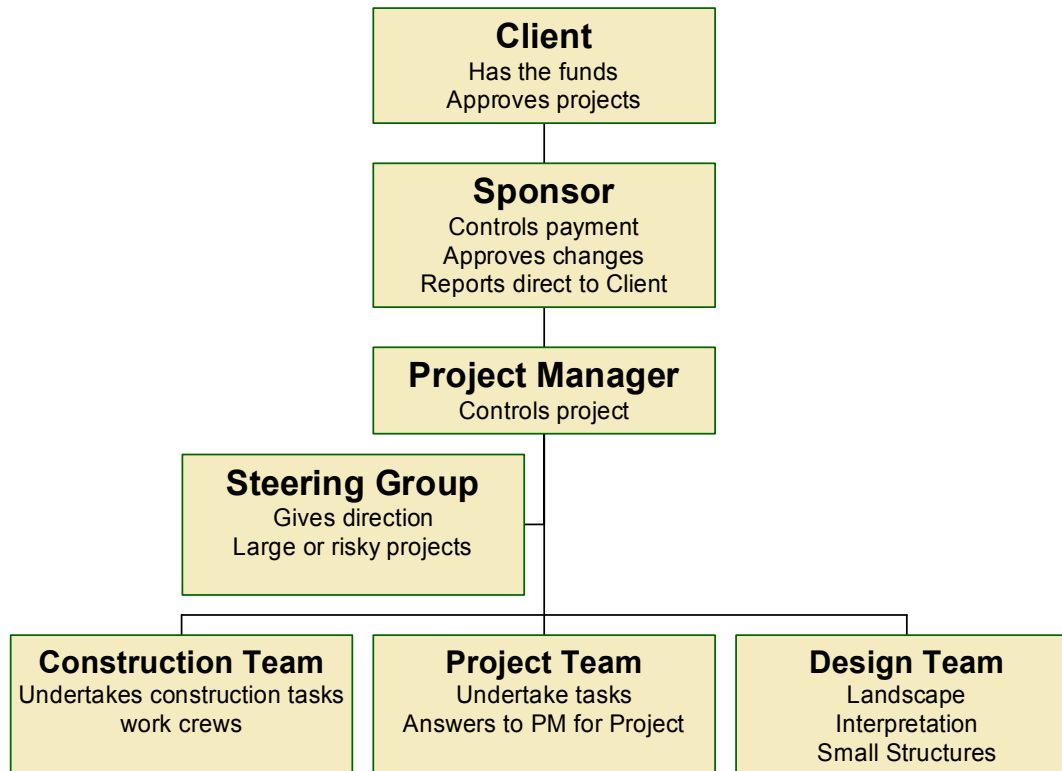 Client
Has the funds
Approves projects
Sponsor
Controls payment
Approves changes
Reports direct to Client
Project Manager
Controls project
Steering Group
Gives direction
Large or risky projects
Construction Team
Undertakes construction tasks
work crews
Project Team
Undertake tasks
Answers to PM for Project
Design Team
Landscape
Interpretation
Small Structures